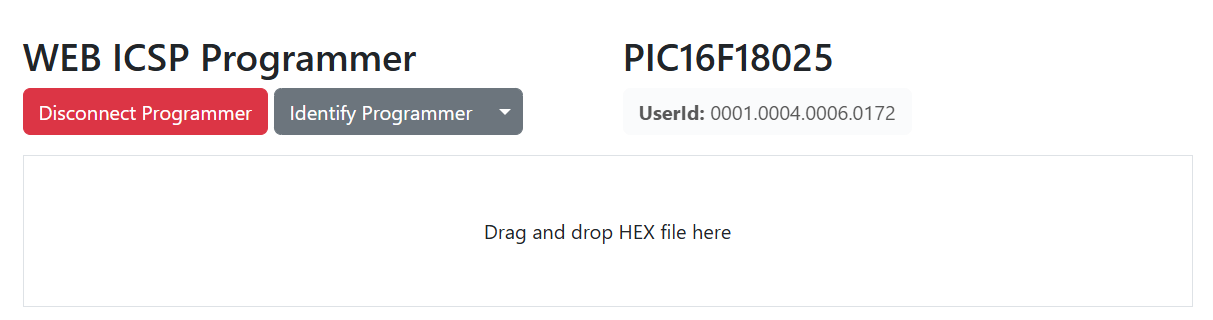 WEB ICSP Programmer
PIC16F18025
Disconnect Programmer
Identify Programmer
UserId: 0001.0004.0006.0172
Drag and drop HEX file here